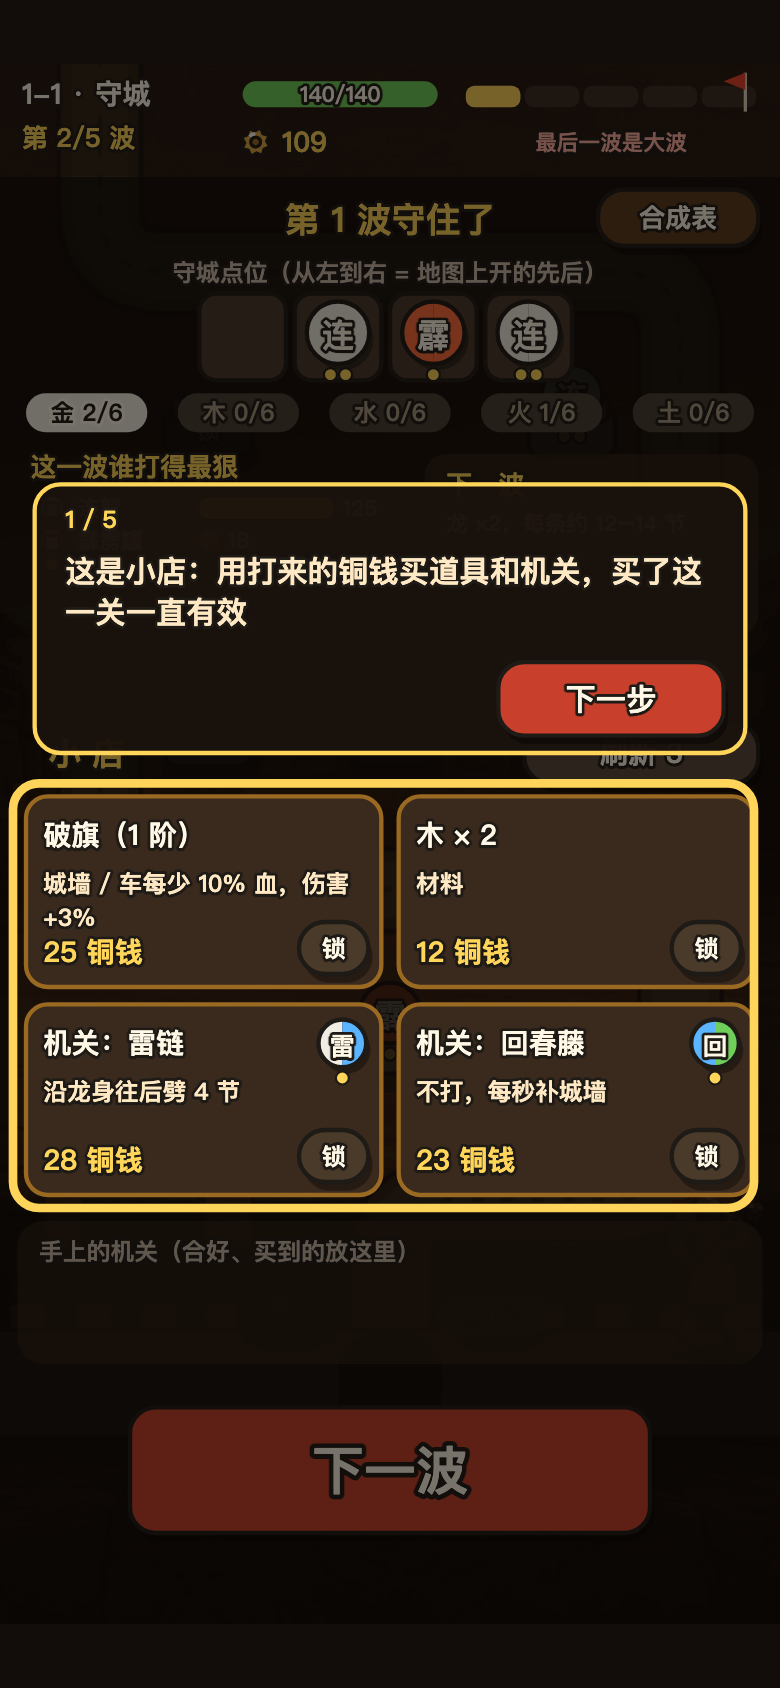 1-1 · 守城
140/140
第 2/5 波
109
最后一波是大波
第 1 波守住了
合成表
守城点位（从左到右 = 地图上开的先后）
连
霹
连
金 2/6
木 0/6
水 0/6
火 1/6
土 0/6
这一波谁打得最狠
1 / 5
这是小店：用打来的铜钱买道具和机关，买了这
一关一直有效
下一步
小 店
刷新
破旗（1 阶）
城墙 / 车每少 10% 血，伤害
+3%
25 铜钱
锁
木 × 2
材料
12 铜钱
锁
机关：雷链
雷
沿龙身往后劈 4 节
28 铜钱
锁
机关：回春藤
回
不打，每秒补城墙
23 铜钱
锁
手上的机关（合好、买到的放这里）
下一波